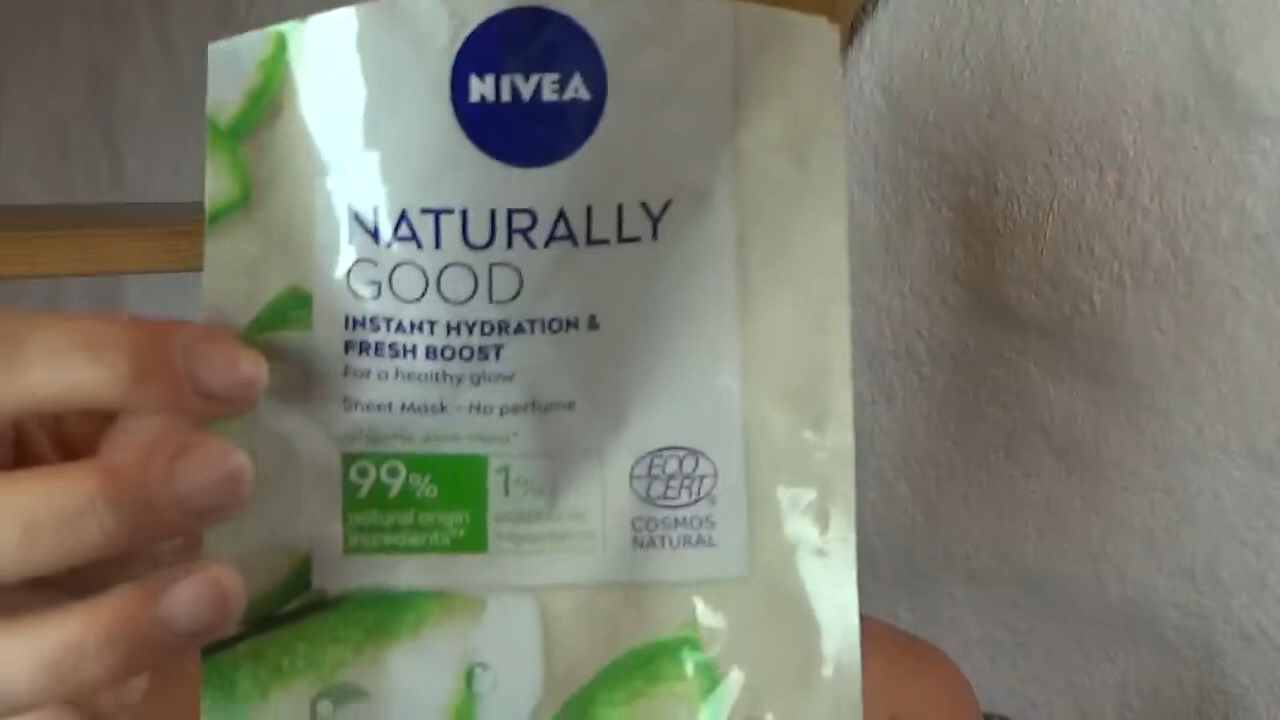 NIVEA
NATURALLY
GOOD
INSTANT HYDRATION &
FRESH BOOST
For a healthy glow
Sheet Mask - No perfume
99%
natural origin
ingredients**
1%
ECO
CERT
COSMOS
NATURAL